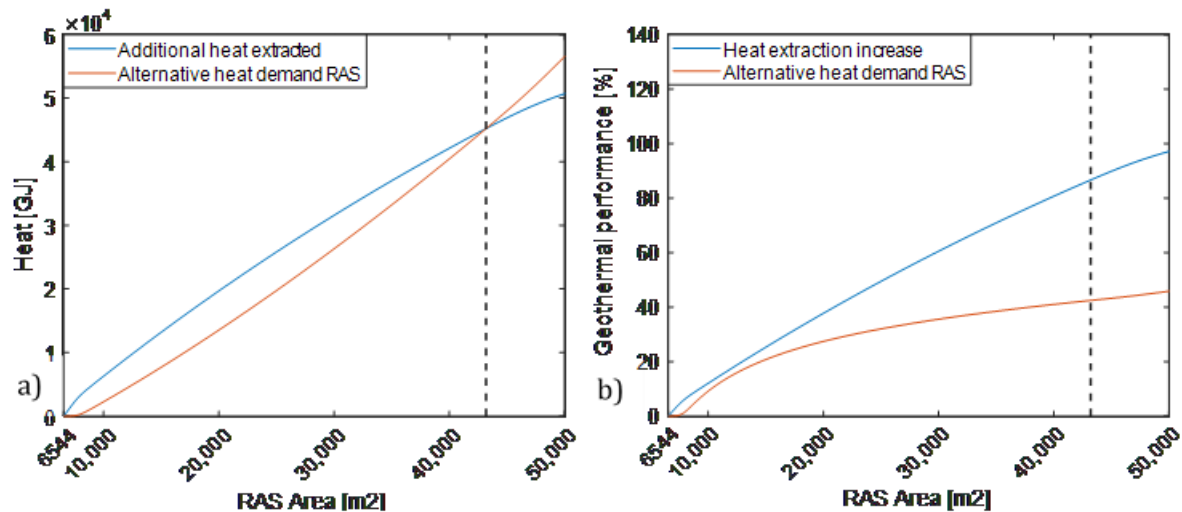 ×10⁴
6
5
4
3
2
1
0
Heat [GJ]
Additional heat extracted
Alternative heat demand RAS
a)
6544
10,000
20,000
30,000
40,000
50,000
RAS Area [m2]
140
120
100
80
60
40
20
0
Geothermal performance [%]
Heat extraction increase
Alternative heat demand RAS
b)
6544
10,000
20,000
30,000
40,000
50,000
RAS Area [m2]